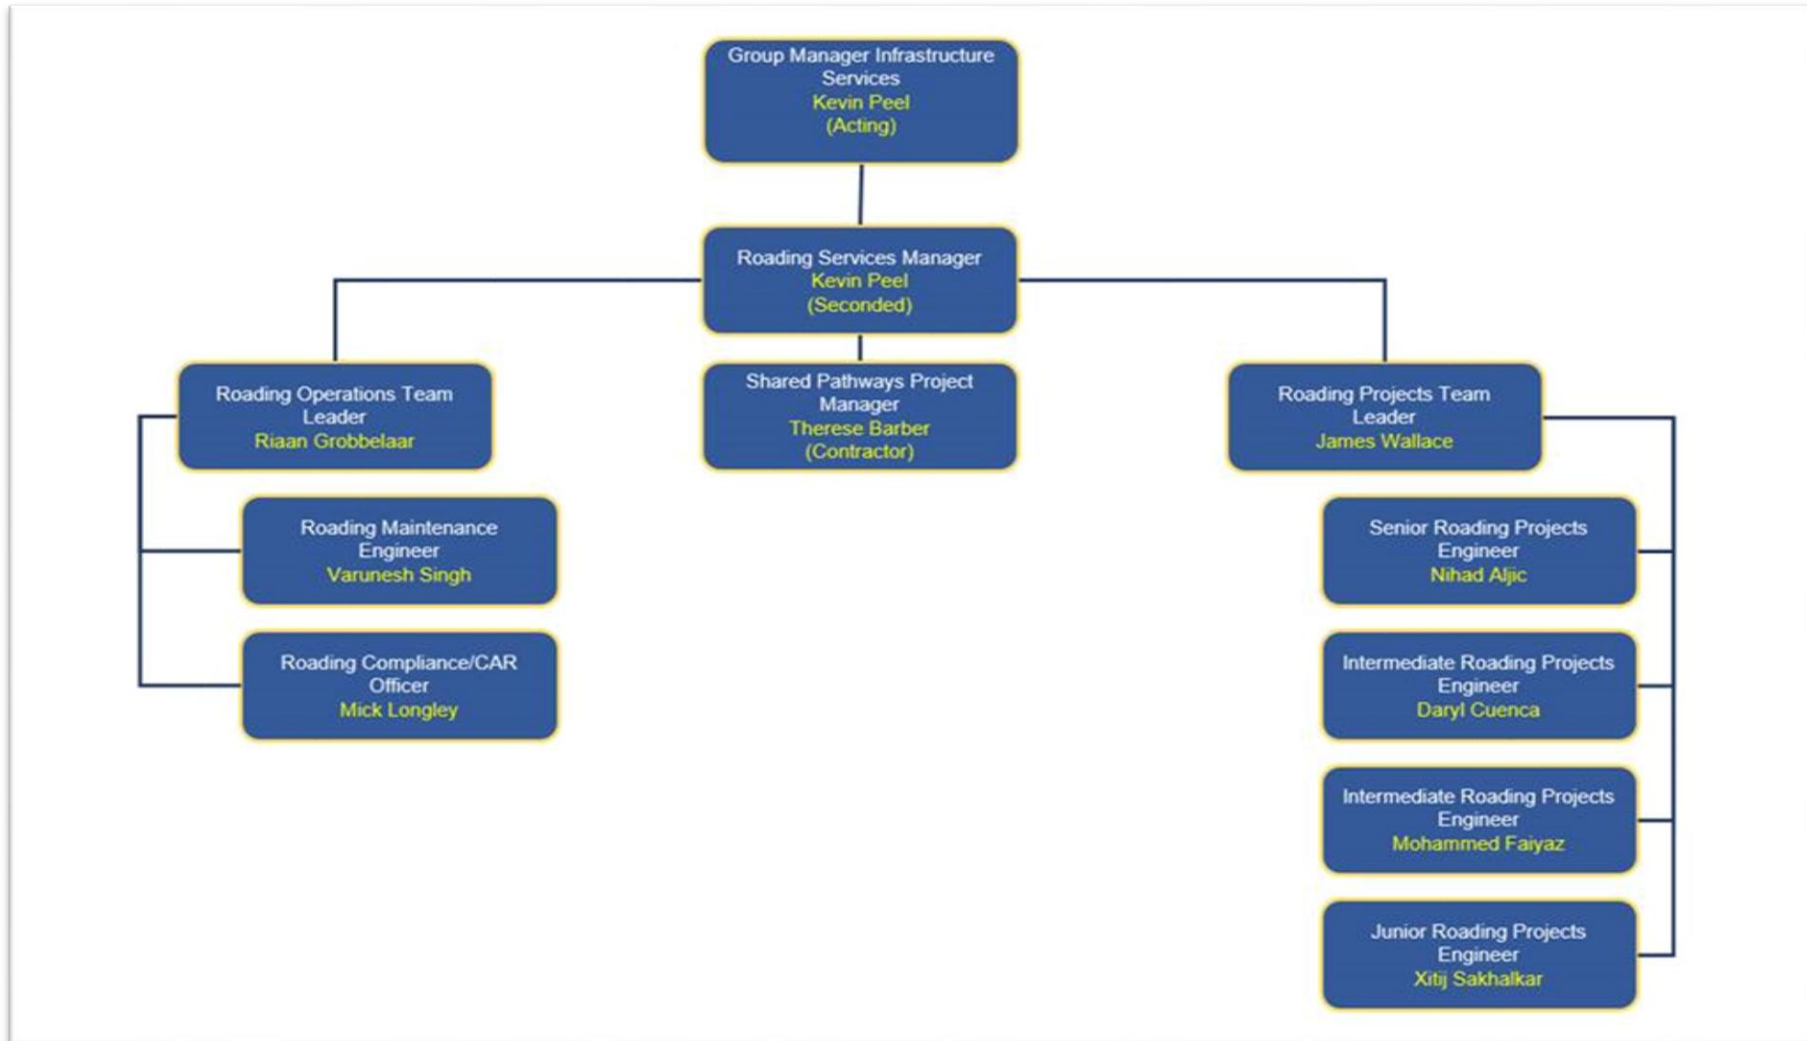 Group Manager Infrastructure
Services
Kevin Peel
(Acting)
Roading Services Manager
Kevin Peel
(Seconded)
Roading Operations Team
Leader
Riaan Grobbelaar
Shared Pathways Project
Manager
Therese Barber
(Contractor)
Roading Projects Team
Leader
James Wallace
Roading Maintenance
Engineer
Varunesh Singh
Roading Compliance/CAR
Officer
Mick Longley
Senior Roading Projects
Engineer
Nihad Aljic
Intermediate Roading Projects
Engineer
Daryl Cuenca
Intermediate Roading Projects
Engineer
Mohammed Faiyaz
Junior Roading Projects
Engineer
Xitij Sakhalkar